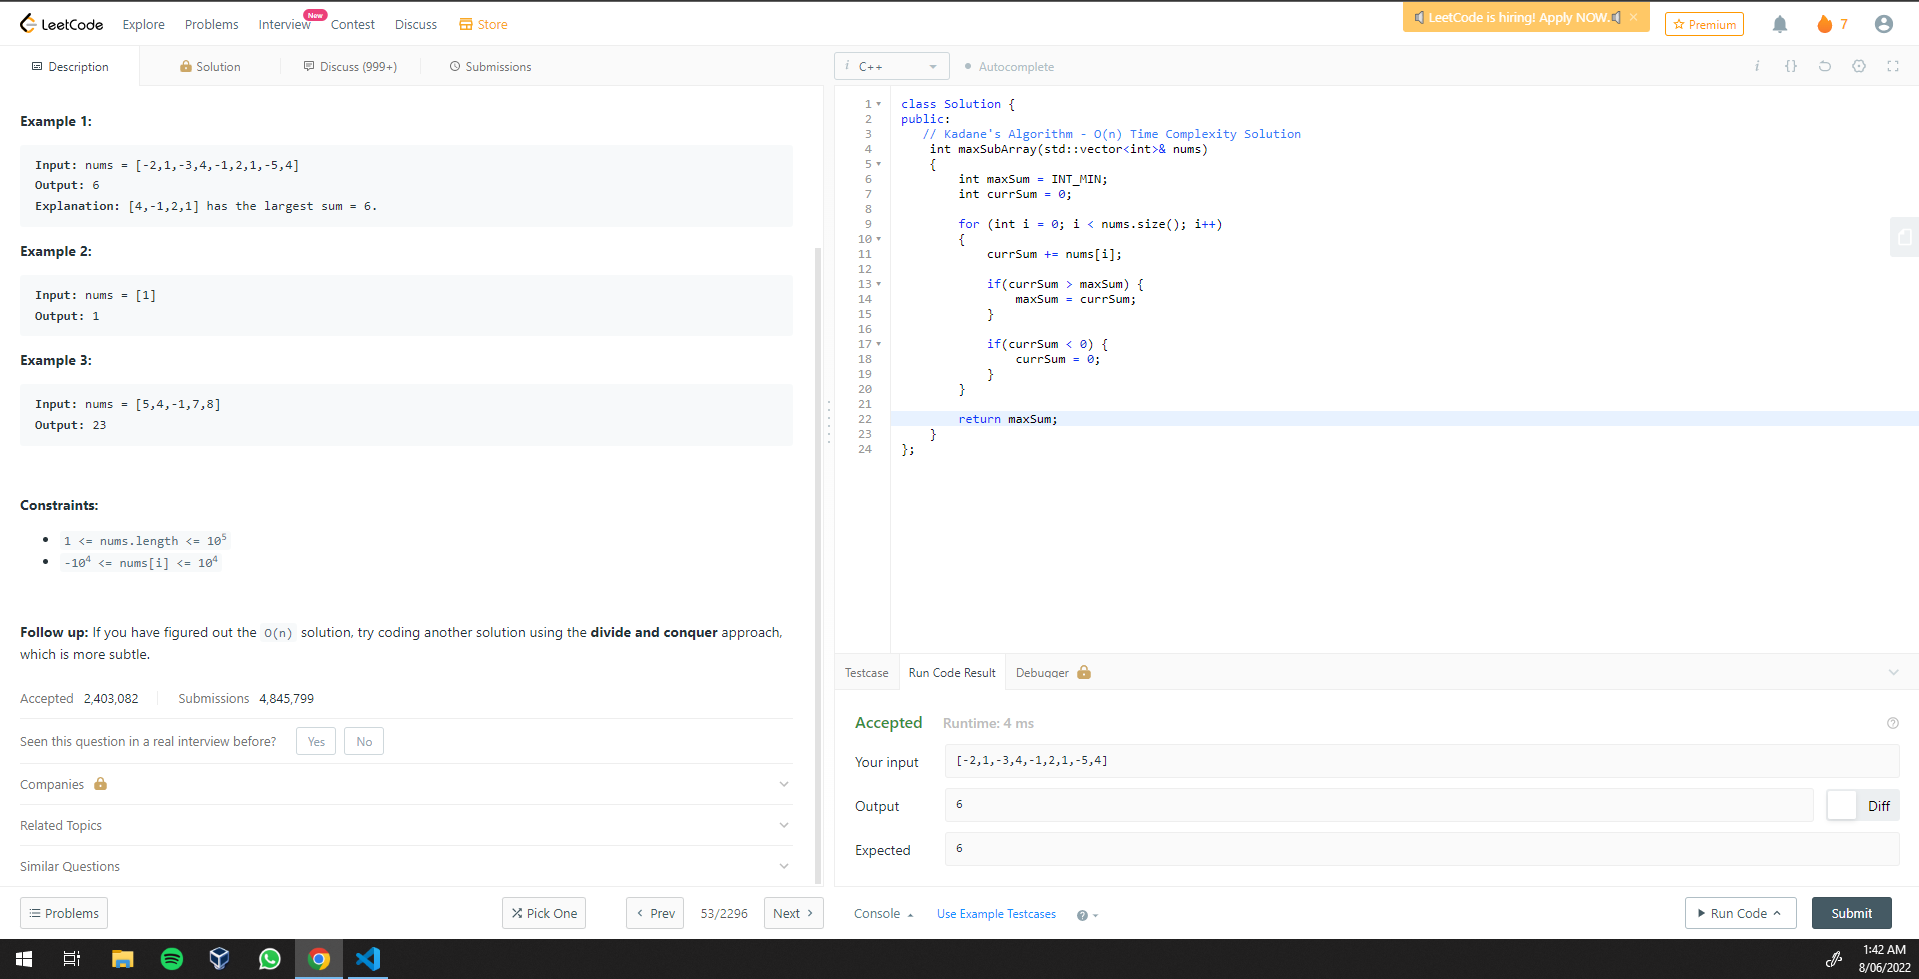 LeetCode Explore Problems Interview New Contest Discuss Store LeetCode is hiring! Apply NOW. × Premium 7
Description Solution Discuss (999+) Submissions
Example 1:
Input: nums = [-2,1,-3,4,-1,2,1,-5,4]
Output: 6
Explanation: [4,-1,2,1] has the largest sum = 6.
Example 2:
Input: nums = [1]
Output: 1
Example 3:
Input: nums = [5,4,-1,7,8]
Output: 23
Constraints:
• 1 <= nums.length <= 10⁵
• -10⁴ <= nums[i] <= 10⁴
Follow up: If you have figured out the O(n) solution, try coding another solution using the divide and conquer approach,
which is more subtle.
Accepted 2,403,082 Submissions 4,845,799
Seen this question in a real interview before? Yes No
Companies
Related Topics
Similar Questions
Problems Pick One Prev 53/2296 Next
i C++ Autocomplete i {}
1 class Solution {
2 public:
3 // Kadane's Algorithm - O(n) Time Complexity Solution
4 int maxSubArray(std::vector<int>& nums)
5 {
6 int maxSum = INT_MIN;
7 int currSum = 0;
8
9 for (int i = 0; i < nums.size(); i++)
10 {
11 currSum += nums[i];
12
13 if(currSum > maxSum) {
14 maxSum = currSum;
15 }
16
17 if(currSum < 0) {
18 currSum = 0;
19 }
20 }
21
22 return maxSum;
23 }
24 };
Testcase Run Code Result Debugger
Accepted Runtime: 4 ms ?
Your input [-2,1,-3,4,-1,2,1,-5,4]
Output 6 Diff
Expected 6
Console Use Example Testcases ? Run Code Submit
1:42 AM
8/06/2022